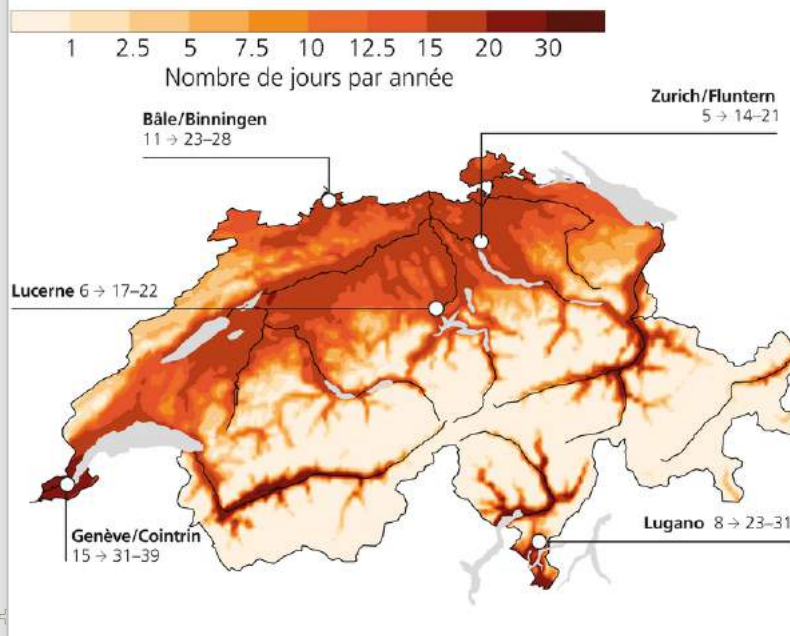 1 2.5 5 7.5 10 12.5 15 20 30
Nombre de jours par année
Zurich/Fluntern
5 → 14–21
Bâle/Binningen
11 → 23–28
Lucerne 6 → 17–22
Genève/Cointrin
15 → 31–39
Lugano 8 → 23–31